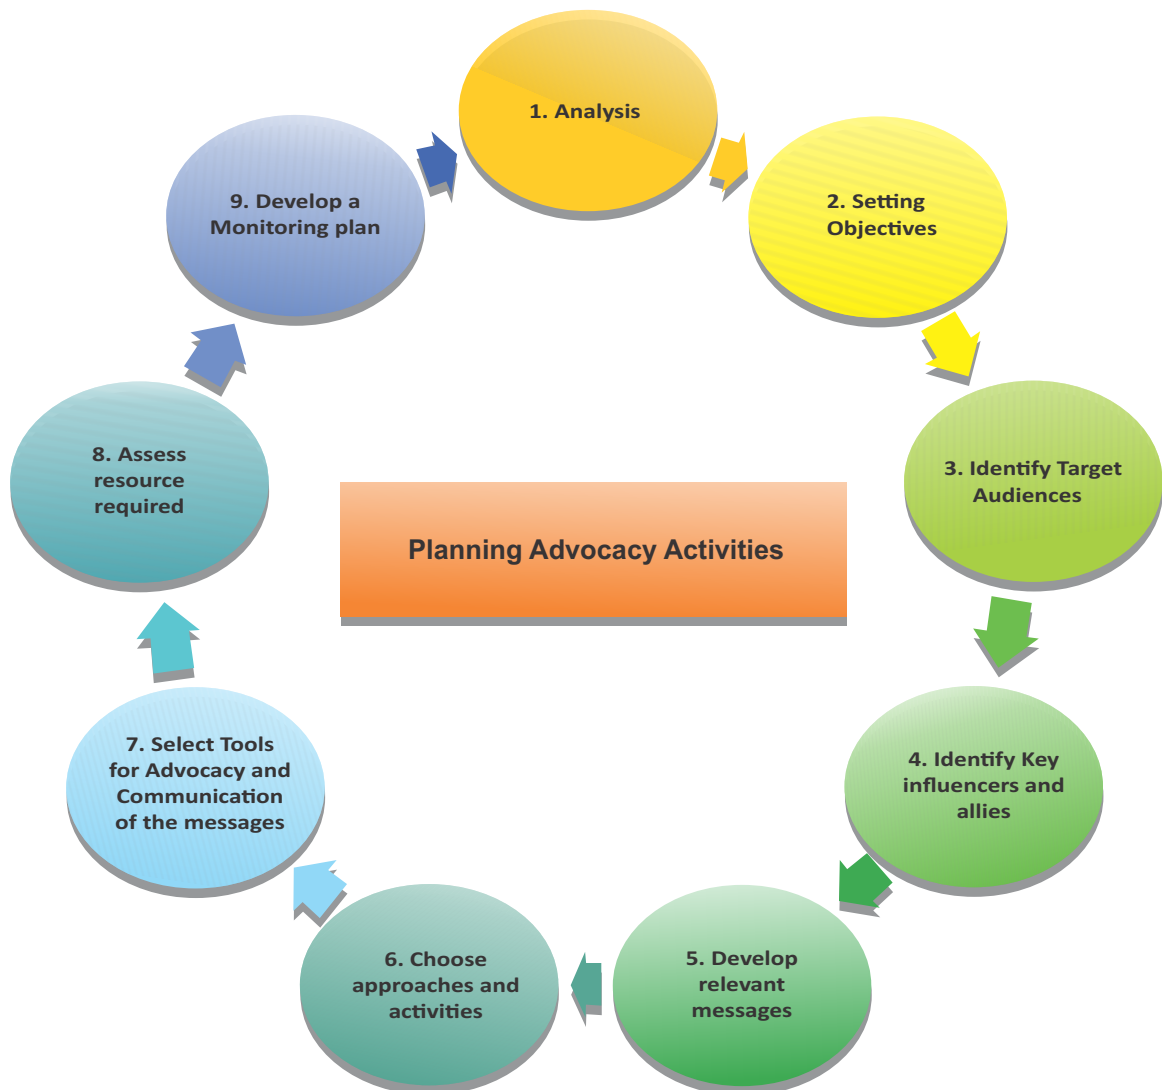 1. Analysis
2. Setting
Objectives
3. Identify Target
Audiences
4. Identify Key
influencers and
allies
5. Develop
relevant
messages
6. Choose
approaches and
activities
7. Select Tools
for Advocacy and
Communication
of the messages
8. Assess
resource
required
9. Develop a
Monitoring plan
Planning Advocacy Activities